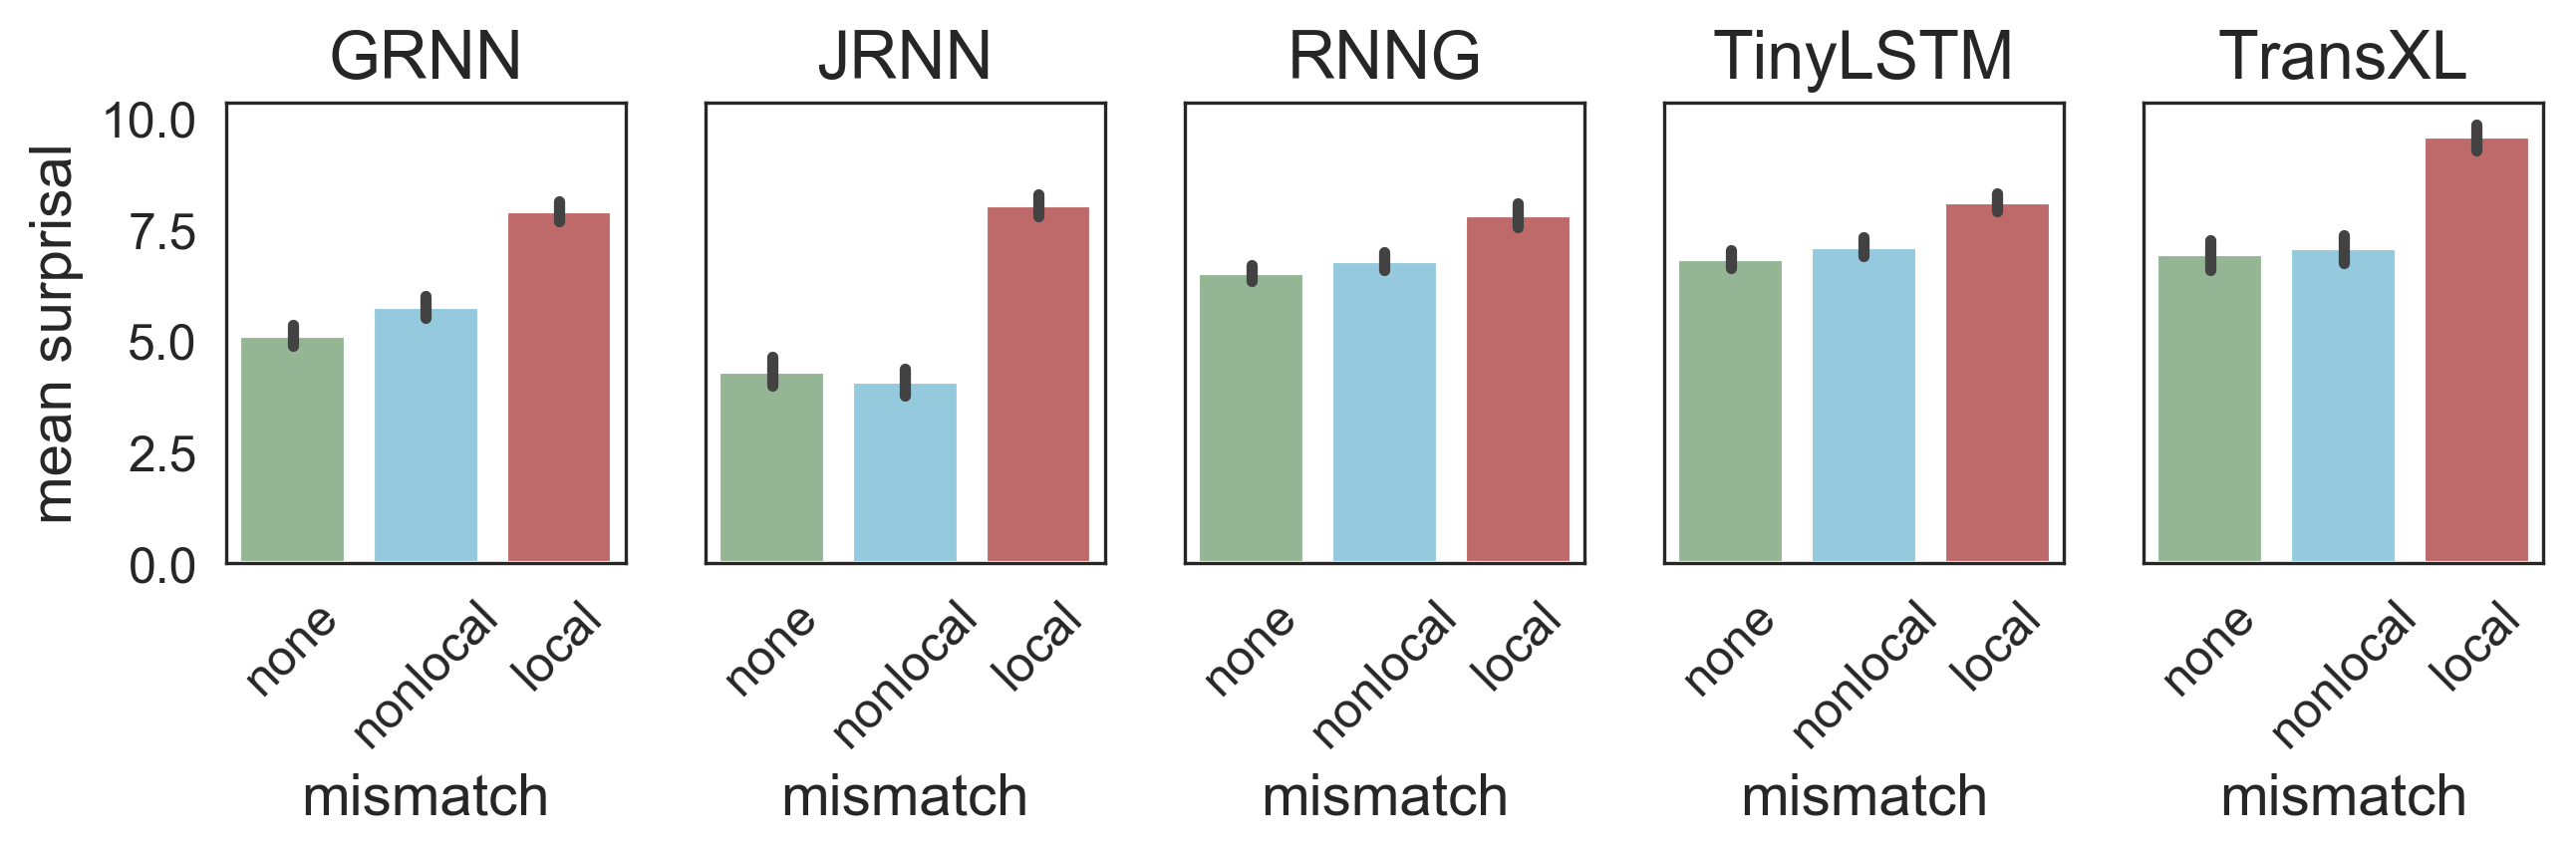 GRNN JRNN RNNG TinyLSTM TransXL
mean surprisal
10.0
7.5
5.0
2.5
0.0
none nonlocal local none nonlocal local none nonlocal local none nonlocal local none nonlocal local
mismatch mismatch mismatch mismatch mismatch